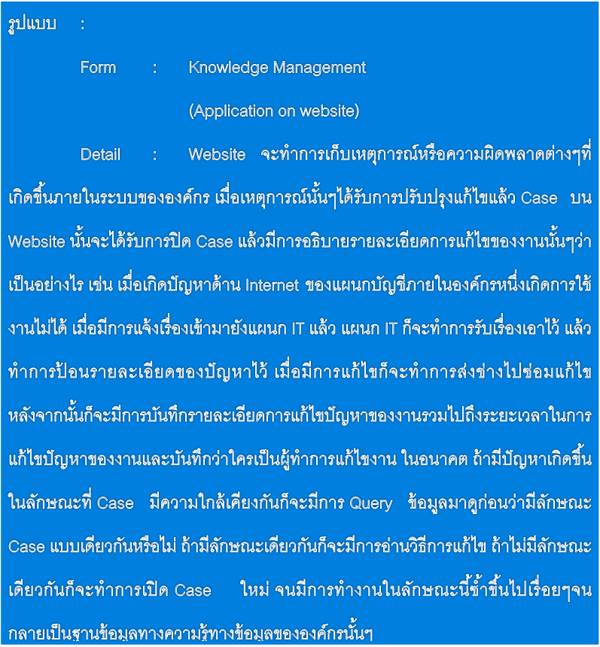 รูปแบบ :
Form : Knowledge Management
(Application on website)
Detail : Website จะทำการเก็บเหตุการณ์หรือความผิดพลาดต่างๆที่
เกิดขึ้นภายในระบบขององค์กร เมื่อเหตุการณ์นั้นๆได้รับการปรับปรุงแก้ไขแล้ว Case บน
Website นั้นจะได้รับการปิด Case แล้วมีการอธิบายรายละเอียดการแก้ไขของงานนั้นๆว่า
เป็นอย่างไร เช่น เมื่อเกิดปัญหาด้าน Internet ของแผนกบัญชีภายในองค์กรหนึ่งเกิดการใช้
งานไม่ได้ เมื่อมีการแจ้งเรื่องเข้ามายังแผนก IT แล้ว แผนก IT ก็จะทำการรับเรื่องเอาไว้ แล้ว
ทำการป้อนรายละเอียดของปัญหาไว้ เมื่อมีการแก้ไขก็จะทำการส่งช่างไปซ่อมแก้ไข
หลังจากนั้นก็จะมีการบันทึกรายละเอียดการแก้ไขปัญหาของงานรวมไปถึงระยะเวลาในการ
แก้ไขปัญหาของงานและบันทึกว่าใครเป็นผู้ทำการแก้ไขงาน ในอนาคต ถ้ามีปัญหาเกิดขึ้น
ในลักษณะที่ Case มีความใกล้เคียงกันก็จะมีการ Query ข้อมูลมาดูก่อนว่ามีลักษณะ
Case แบบเดียวกันหรือไม่ ถ้ามีลักษณะเดียวกันก็จะมีการอ่านวิธีการแก้ไข ถ้าไม่มีลักษณะ
เดียวกันก็จะทำการเปิด Case ใหม่ จนมีการทำงานในลักษณะนี้ซ้ำขึ้นไปเรื่อยๆจน
กลายเป็นฐานข้อมูลทางความรู้ทางข้อมูลขององค์กรนั้นๆ